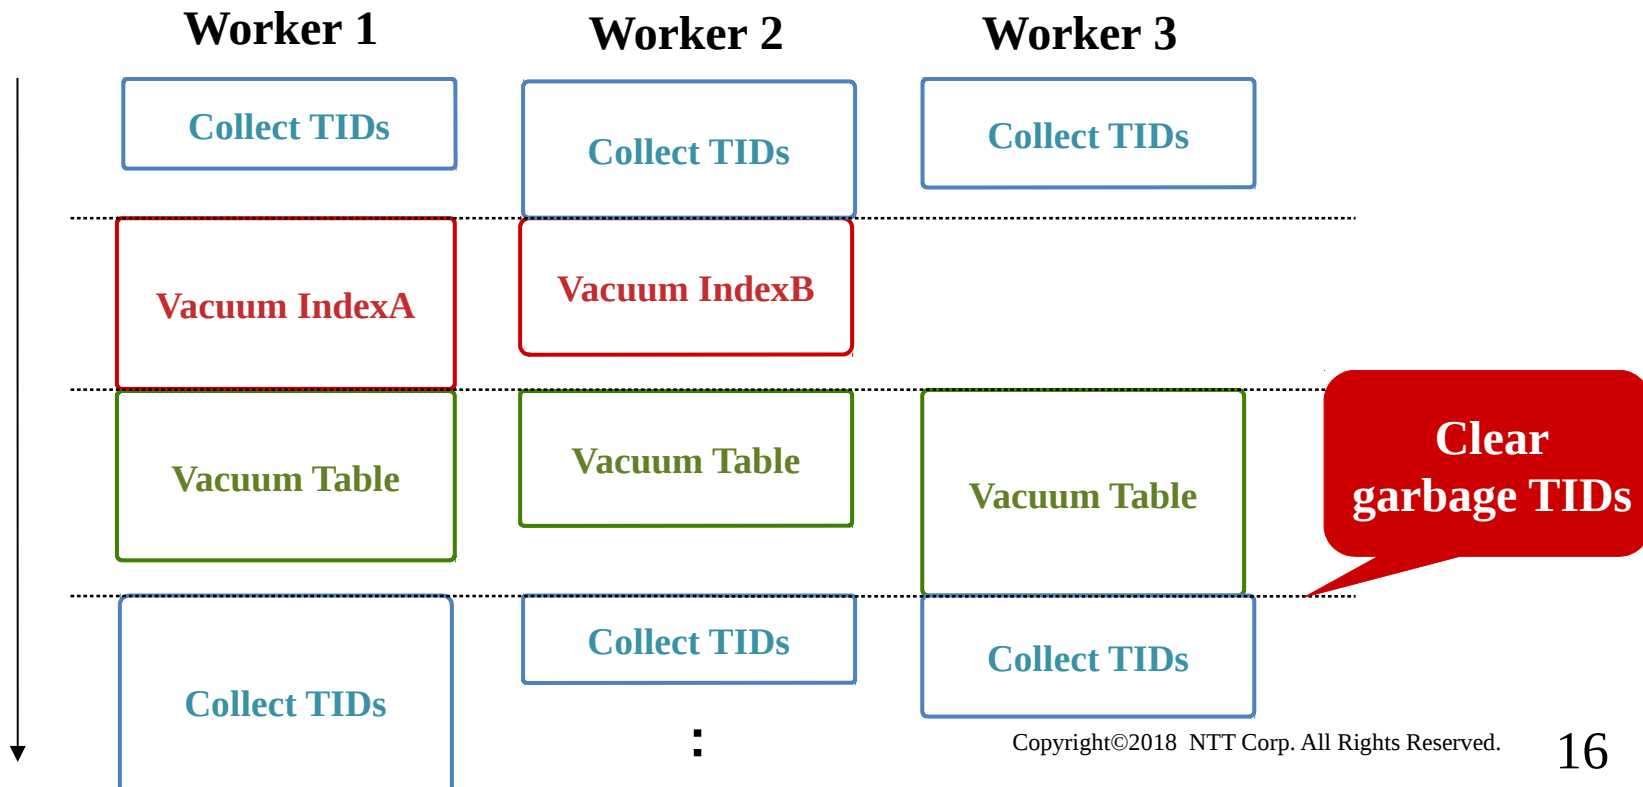 Worker 1
Worker 2
Worker 3
Collect TIDs
Collect TIDs
Collect TIDs
Vacuum IndexA
Vacuum IndexB
Vacuum Table
Vacuum Table
Vacuum Table
Clear
garbage TIDs
Collect TIDs
Collect TIDs
Collect TIDs
:
Copyright©2018 NTT Corp. All Rights Reserved.
16